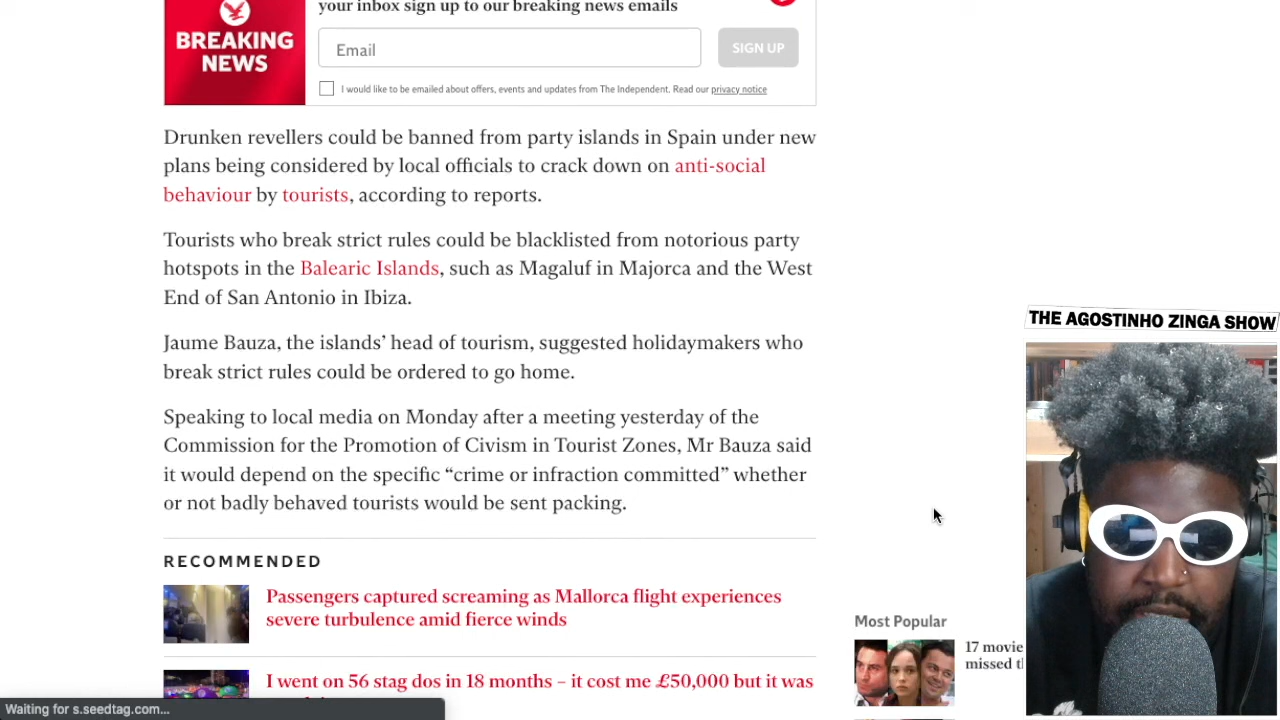 your inbox sign up to our breaking news emails
BREAKING
NEWS
Email
SIGN UP
I would like to be emailed about offers, events and updates from The Independent. Read our privacy notice
Drunken revellers could be banned from party islands in Spain under new
plans being considered by local officials to crack down on anti-social
behaviour by tourists, according to reports.
Tourists who break strict rules could be blacklisted from notorious party
hotspots in the Balearic Islands, such as Magaluf in Majorca and the West
End of San Antonio in Ibiza.
Jaume Bauza, the islands’ head of tourism, suggested holidaymakers who
break strict rules could be ordered to go home.
Speaking to local media on Monday after a meeting yesterday of the
Commission for the Promotion of Civism in Tourist Zones, Mr Bauza said
it would depend on the specific “crime or infraction committed” whether
or not badly behaved tourists would be sent packing.
RECOMMENDED
Passengers captured screaming as Mallorca flight experiences
severe turbulence amid fierce winds
I went on 56 stag dos in 18 months – it cost me £50,000 but it was
Waiting for s.seedtag.com...
THE AGOSTINHO ZINGA SHOW
Most Popular
17 movie
missed